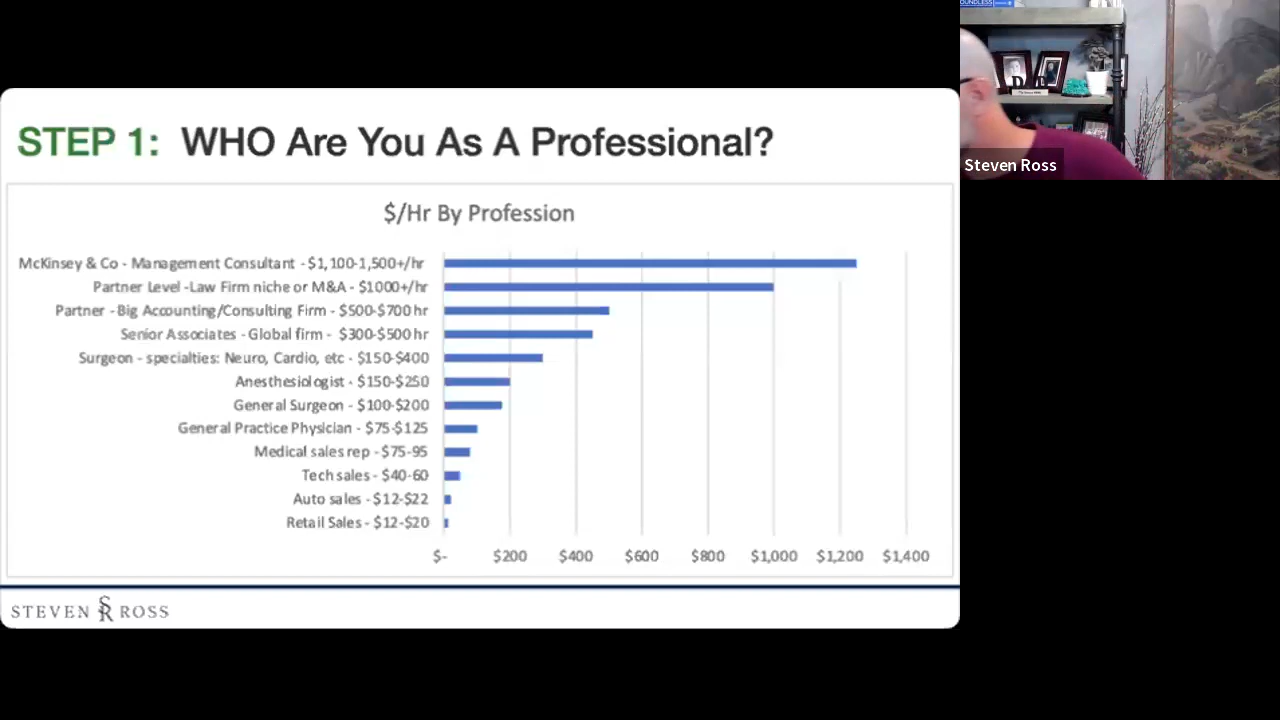 STEP 1: WHO Are You As A Professional?
$/Hr By Profession
McKinsey & Co - Management Consultant - $1,100-1,500+/hr
Partner Level -Law Firm niche or M&A - $1000+/hr
Partner - Big Accounting/Consulting Firm - $500-$700 hr
Senior Associates - Global firm - $300-$500 hr
Surgeon - specialties: Neuro, Cardio, etc - $150-$400
Anesthesiologist - $150-$250
General Surgeon - $100-$200
General Practice Physician - $75-$125
Medical sales rep - $75-95
Tech sales - $40-60
Auto sales - $12-$22
Retail Sales - $12-$20
$- $200 $400 $600 $800 $1,000 $1,200 $1,400
STEVEN SR ROSS
Steven Ross